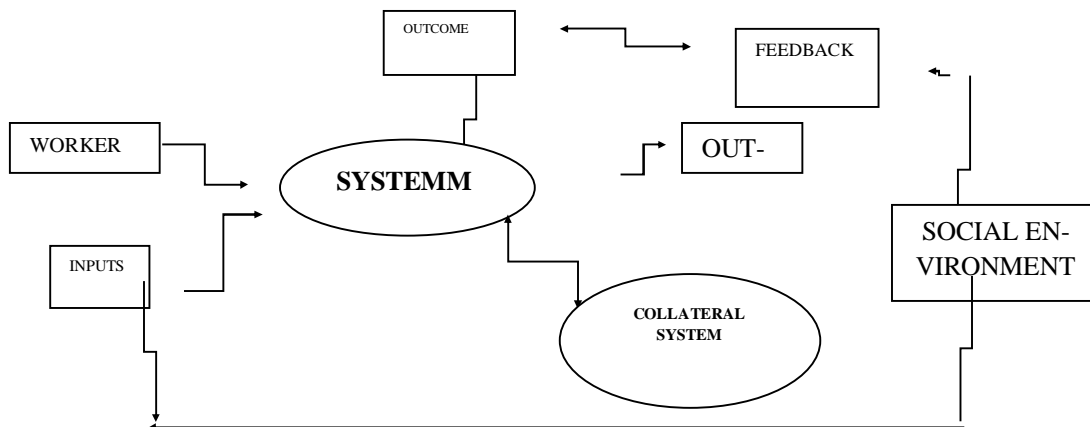 OUTCOME
FEEDBACK
WORKER
OUT-
SYSTEMM
INPUTS
SOCIAL EN-
VIRONMENT
COLLATERAL
SYSTEM